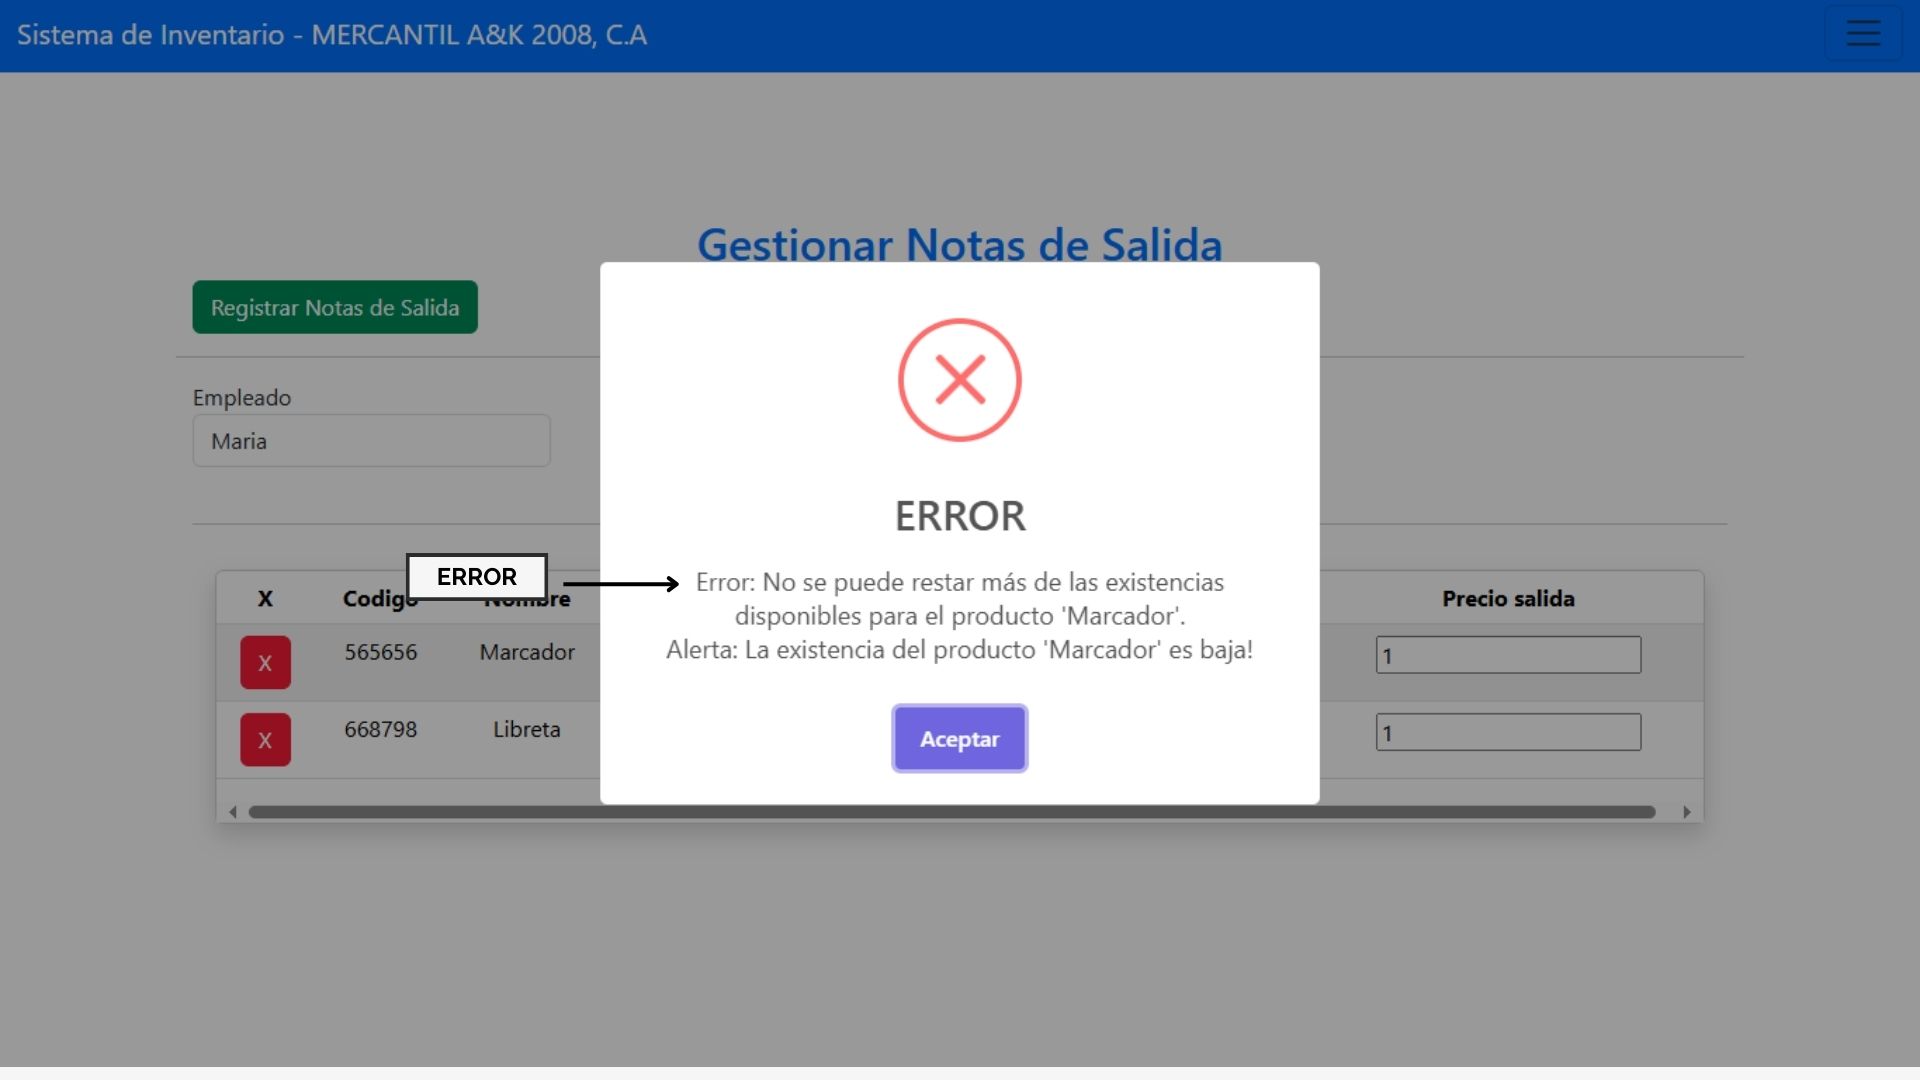 Sistema de Inventario - MERCANTIL A&K 2008, C.A
Gestionar Notas de Salida
Registrar Notas de Salida
Empleado
Maria
ERROR
ERROR
Error: No se puede restar más de las existencias
disponibles para el producto 'Marcador'.
Alerta: La existencia del producto 'Marcador' es baja!
Aceptar
X Codigo Nombre Precio salida
X 565656 Marcador 1
X 668798 Libreta 1